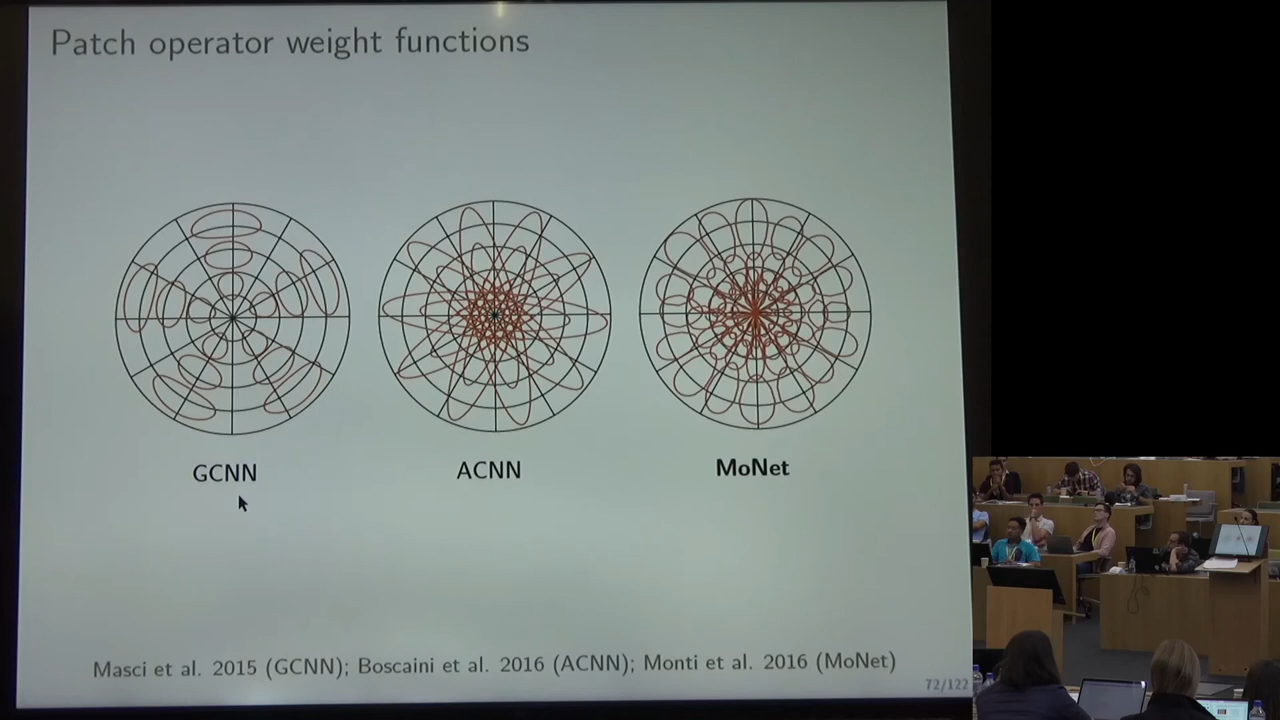 Patch operator weight functions
GCNN
ACNN
MoNet
Masci et al. 2015 (GCNN); Boscaini et al. 2016 (ACNN); Monti et al. 2016 (MoNet)
72/122